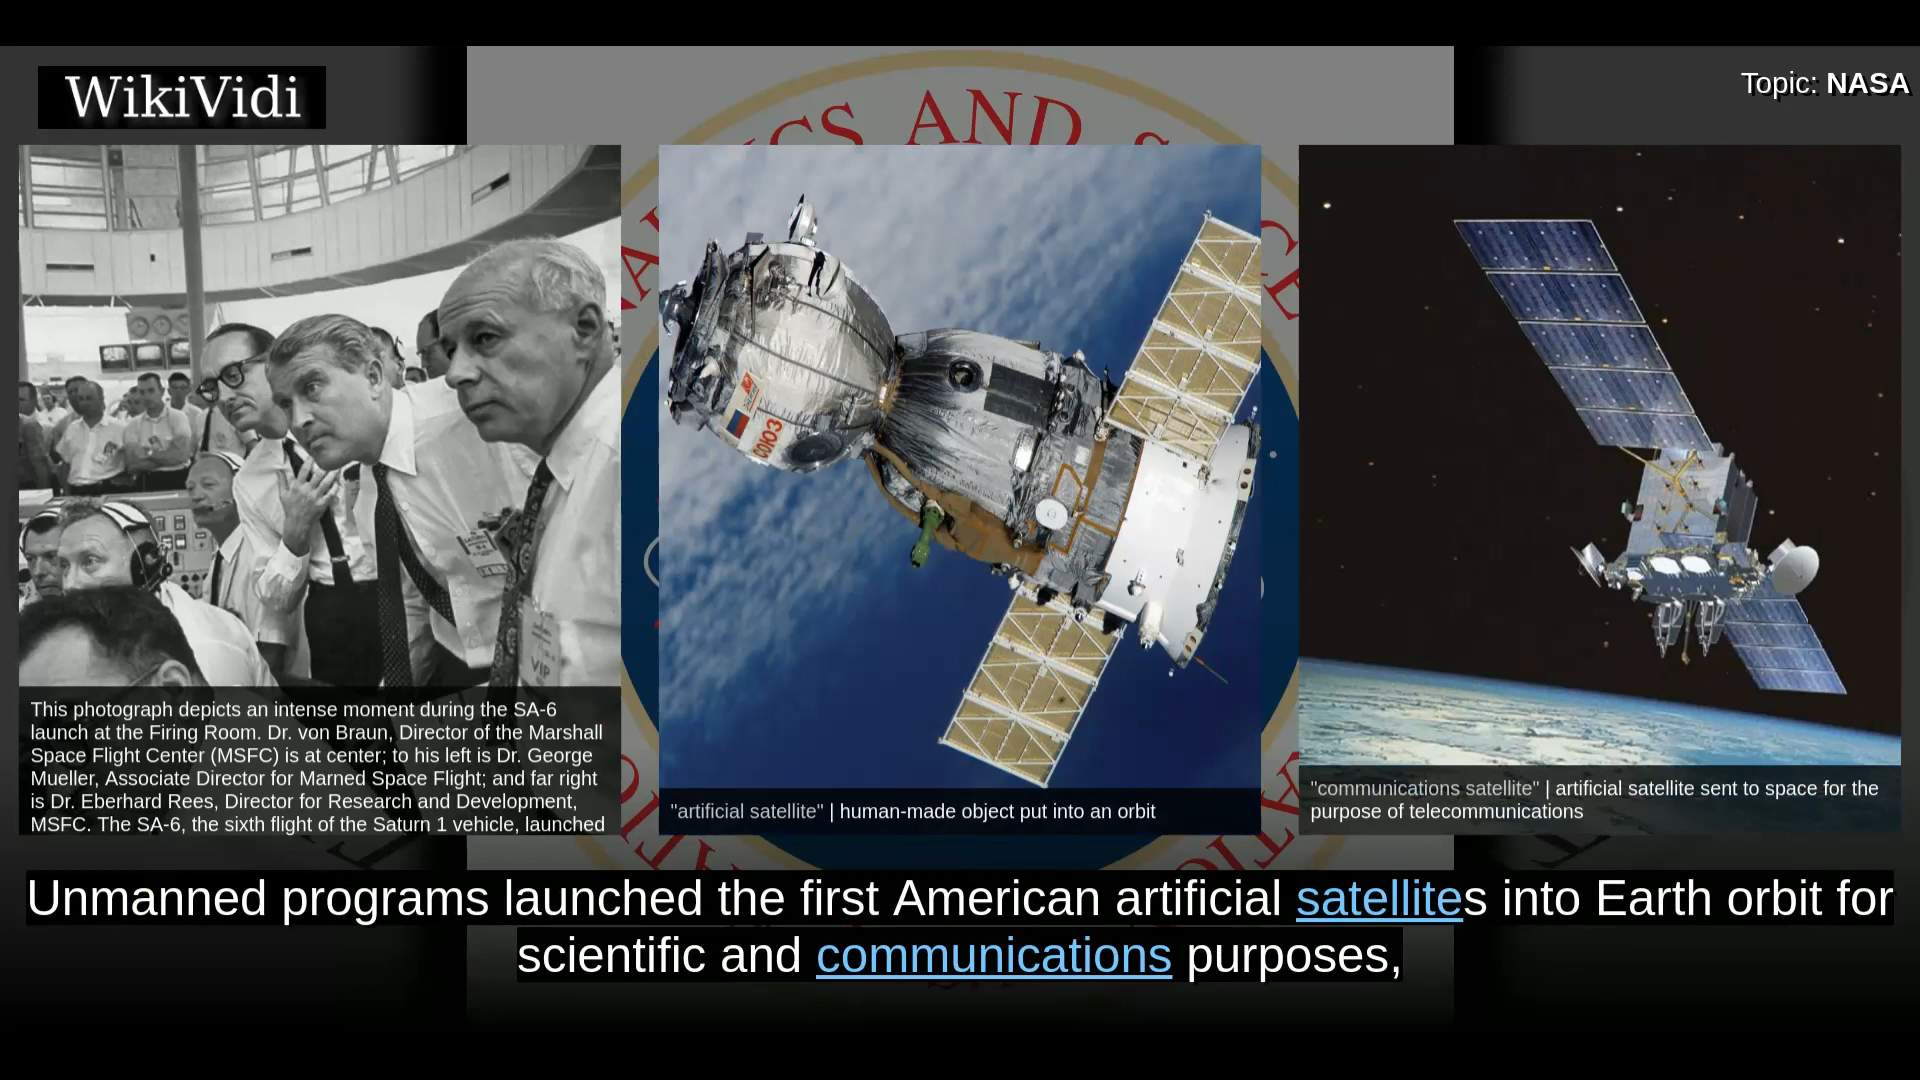 WikiVidi
Topic: NASA
CS AND &
СОЮЗ
VIP
This photograph depicts an intense moment during the SA-6
launch at the Firing Room. Dr. von Braun, Director of the Marshall
Space Flight Center (MSFC) is at center; to his left is Dr. George
Mueller, Associate Director for Marned Space Flight; and far right
is Dr. Eberhard Rees, Director for Research and Development,
MSFC. The SA-6, the sixth flight of the Saturn 1 vehicle, launched
"artificial satellite" | human-made object put into an orbit
"communications satellite" | artificial satellite sent to space for the
purpose of telecommunications
Unmanned programs launched the first American artificial satellites into Earth orbit for
scientific and communications purposes,